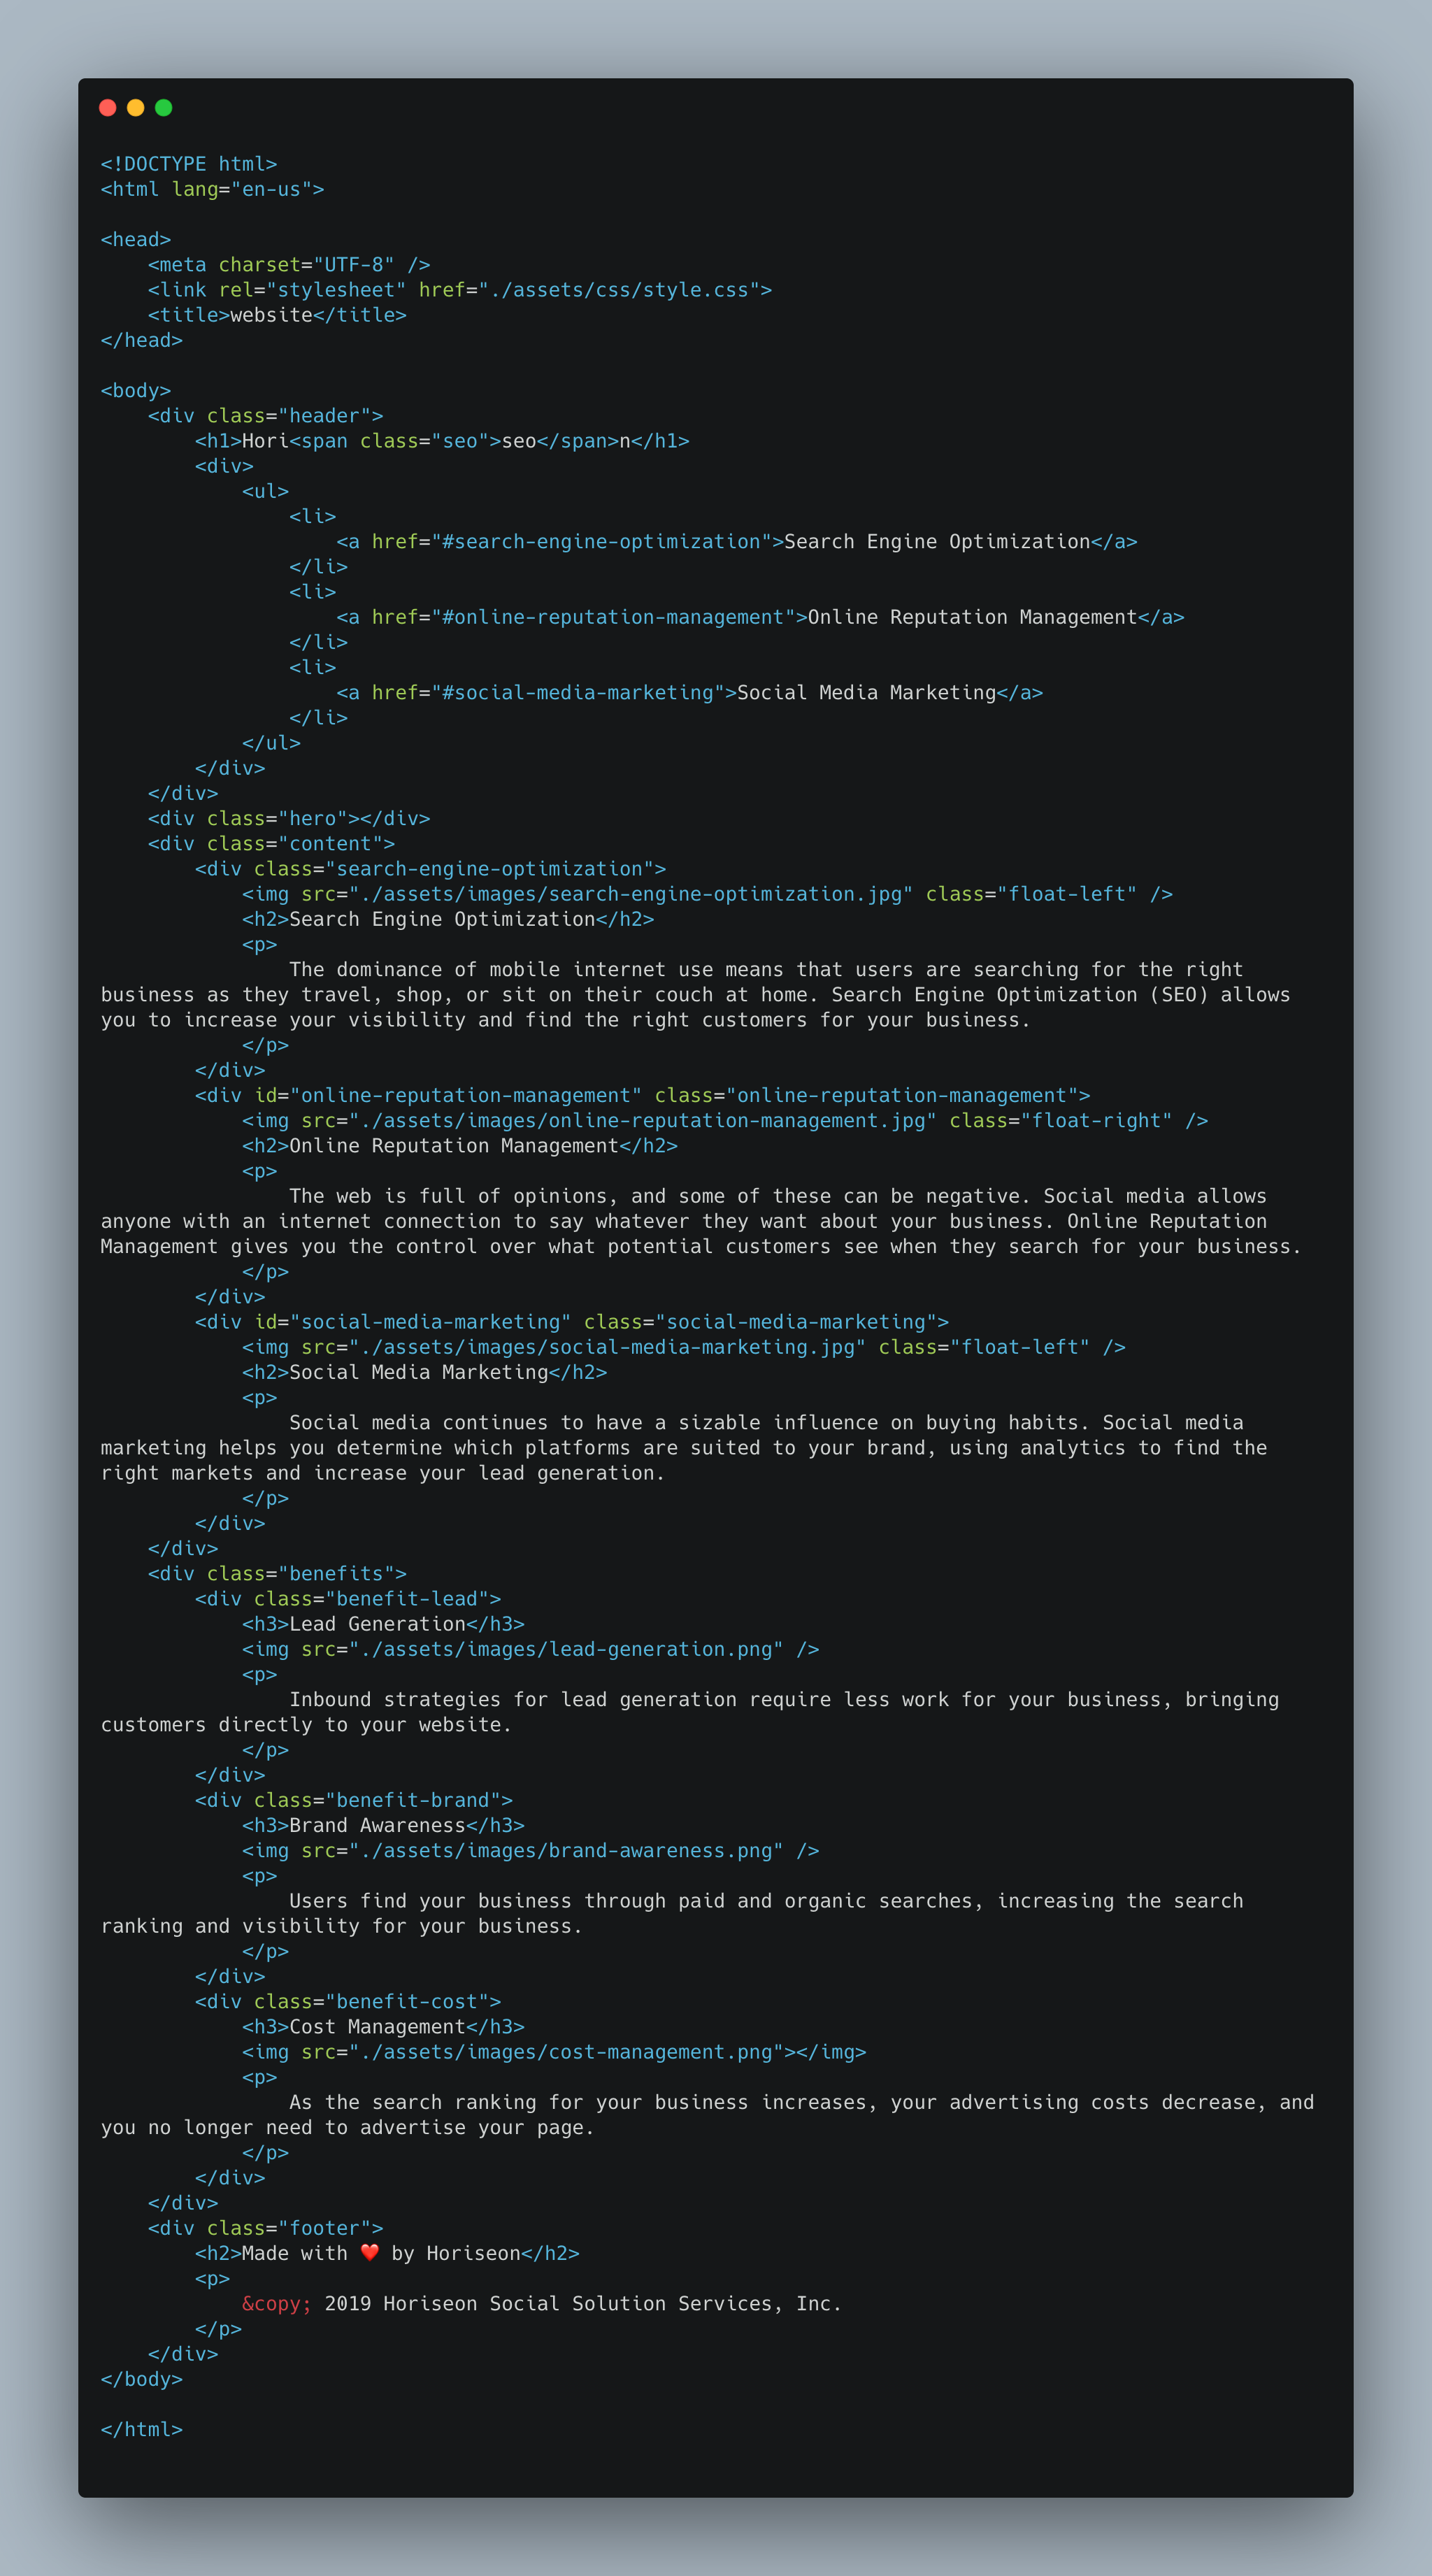 <!DOCTYPE html>
<html lang="en-us">

<head>
    <meta charset="UTF-8" />
    <link rel="stylesheet" href="./assets/css/style.css">
    <title>website</title>
</head>

<body>
    <div class="header">
        <h1>Hori<span class="seo">seo</span>n</h1>
        <div>
            <ul>
                <li>
                    <a href="#search-engine-optimization">Search Engine Optimization</a>
                </li>
                <li>
                    <a href="#online-reputation-management">Online Reputation Management</a>
                </li>
                <li>
                    <a href="#social-media-marketing">Social Media Marketing</a>
                </li>
            </ul>
        </div>
    </div>
    <div class="hero"></div>
    <div class="content">
        <div class="search-engine-optimization">
            <img src="./assets/images/search-engine-optimization.jpg" class="float-left" />
            <h2>Search Engine Optimization</h2>
            <p>
                The dominance of mobile internet use means that users are searching for the right
business as they travel, shop, or sit on their couch at home. Search Engine Optimization (SEO) allows
you to increase your visibility and find the right customers for your business.
            </p>
        </div>
        <div id="online-reputation-management" class="online-reputation-management">
            <img src="./assets/images/online-reputation-management.jpg" class="float-right" />
            <h2>Online Reputation Management</h2>
            <p>
                The web is full of opinions, and some of these can be negative. Social media allows
anyone with an internet connection to say whatever they want about your business. Online Reputation
Management gives you the control over what potential customers see when they search for your business.
            </p>
        </div>
        <div id="social-media-marketing" class="social-media-marketing">
            <img src="./assets/images/social-media-marketing.jpg" class="float-left" />
            <h2>Social Media Marketing</h2>
            <p>
                Social media continues to have a sizable influence on buying habits. Social media
marketing helps you determine which platforms are suited to your brand, using analytics to find the
right markets and increase your lead generation.
            </p>
        </div>
    </div>
    <div class="benefits">
        <div class="benefit-lead">
            <h3>Lead Generation</h3>
            <img src="./assets/images/lead-generation.png" />
            <p>
                Inbound strategies for lead generation require less work for your business, bringing
customers directly to your website.
            </p>
        </div>
        <div class="benefit-brand">
            <h3>Brand Awareness</h3>
            <img src="./assets/images/brand-awareness.png" />
            <p>
                Users find your business through paid and organic searches, increasing the search
ranking and visibility for your business.
            </p>
        </div>
        <div class="benefit-cost">
            <h3>Cost Management</h3>
            <img src="./assets/images/cost-management.png"></img>
            <p>
                As the search ranking for your business increases, your advertising costs decrease, and
you no longer need to advertise your page.
            </p>
        </div>
    </div>
    <div class="footer">
        <h2>Made with ❤️ by Horiseon</h2>
        <p>
            &copy; 2019 Horiseon Social Solution Services, Inc.
        </p>
    </div>
</body>

</html>